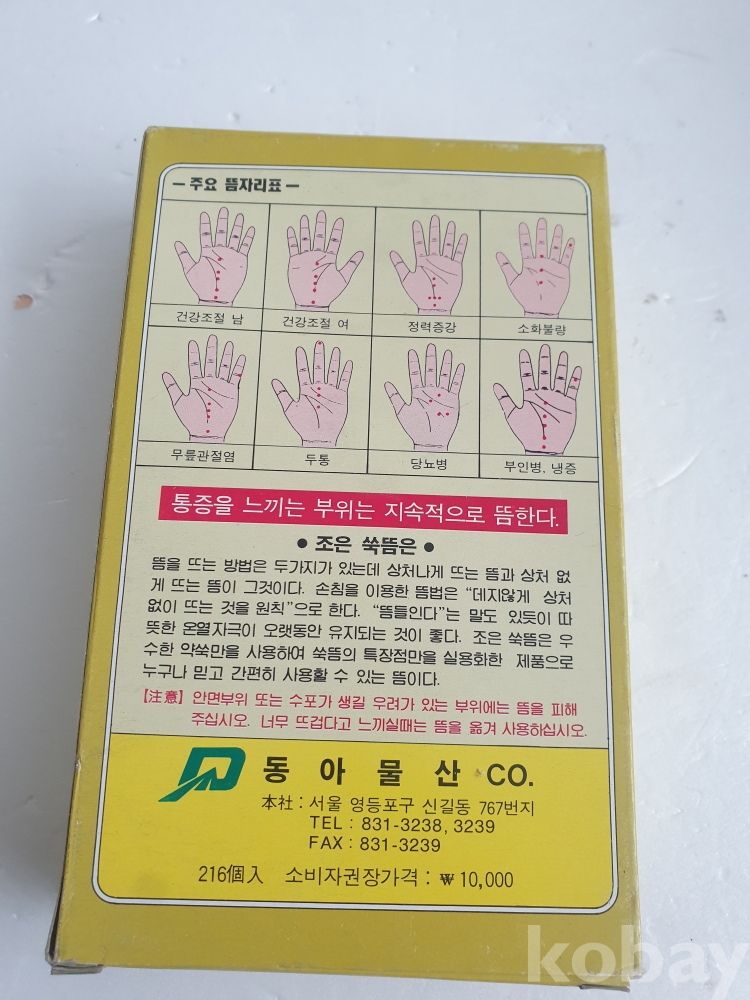 – 주요 뜸자리표 –
건강조절 남 건강조절 여 정력증강 소화불량
무릎관절염 두통 당뇨병 부인병, 냉증
통증을 느끼는 부위는 지속적으로 뜸한다.
• 조은 쑥뜸은 •
뜸을 뜨는 방법은 두가지가 있는데 상처나게 뜨는 뜸과 상처 없
게 뜨는 뜸이 그것이다. 손침을 이용한 뜸법은 “데지않게 상처
없이 뜨는 것을 원칙”으로 한다. “뜸들인다”는 말도 있듯이 따
뜻한 온열자극이 오랫동안 유지되는 것이 좋다. 조은 쑥뜸은 우
수한 약쑥만을 사용하여 쑥뜸의 특장점만을 실용화한 제품으로
누구나 믿고 간편히 사용할 수 있는 뜸이다.
【注意】 안면부위 또는 수포가 생길 우려가 있는 부위에는 뜸을 피해
주십시오. 너무 뜨겁다고 느끼실때는 뜸을 옮겨 사용하십시오.
동아물산 CO.
本社 : 서울 영등포구 신길동 767번지
TEL : 831-3238, 3239
FAX : 831-3239
216個入 소비자권장가격 : ₩ 10,000
kobay